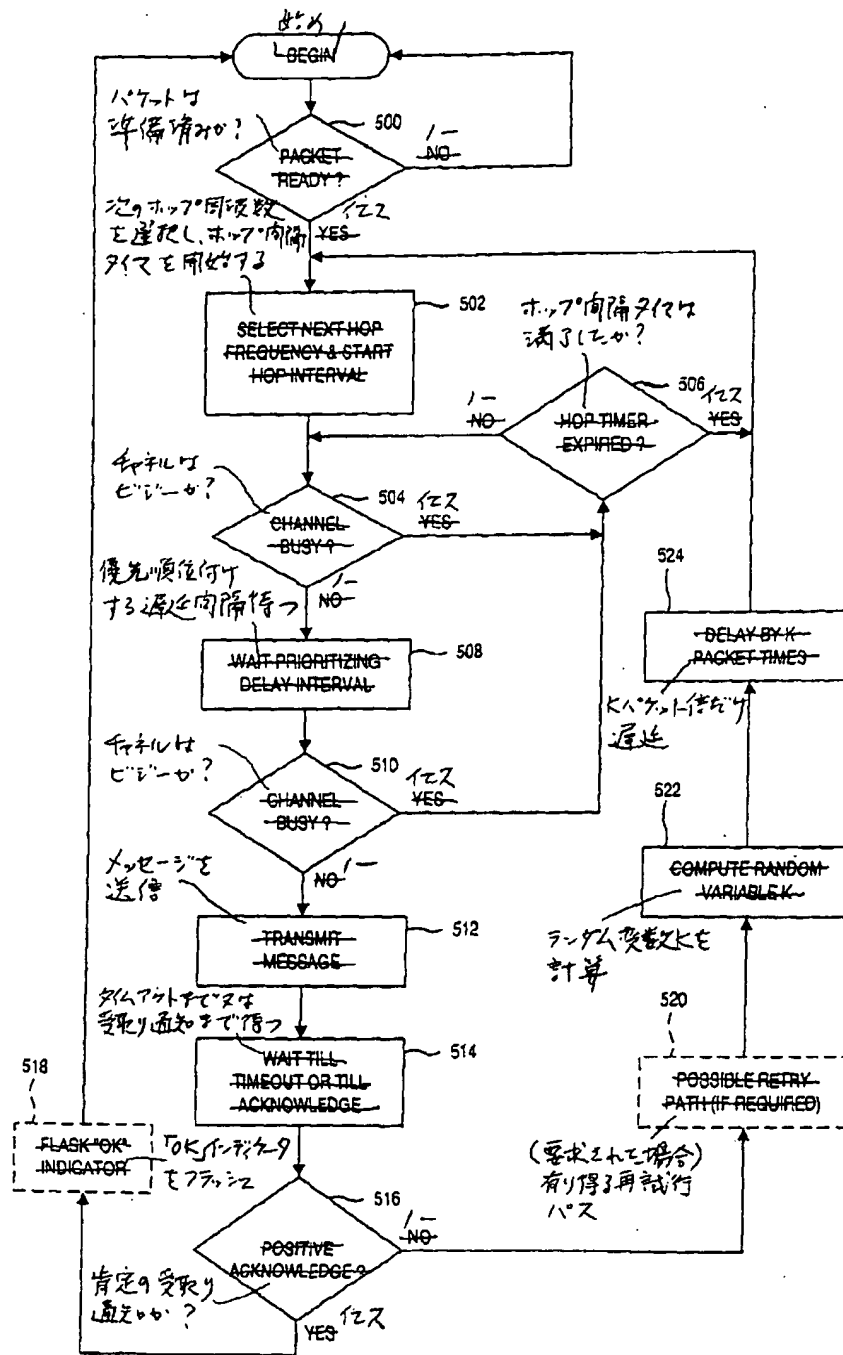 始め
BEGIN
パケットは
準備済みか?
500
PACKET
READY?
ノー
NO
次のホップ周波数
を選択し、ホップ間隔
タイマを開始する
イエス
YES
502
SELECT NEXT HOP
FREQUENCY & START
HOP INTERVAL
ホップ間隔タイマは
満了したか?
506
HOP TIMER
EXPIRED?
ノー
NO
イエス
YES
チャネルは
ビジーか?
504
CHANNEL
BUSY?
イエス
YES
ノー
NO
優先順位付け
する遅延間隔待つ
508
WAIT PRIORITIZING
DELAY INTERVAL
524
DELAY BY K
PACKET TIMES
Kパケット倍だけ
遅延
チャネルは
ビジーか?
510
CHANNEL
BUSY?
イエス
YES
ノー
NO
522
COMPUTE RANDOM
VARIABLE K
ランダム変数Kを
計算
メッセージを
送信
512
TRANSMIT
MESSAGE
タイムアウトまで又は
受取り通知まで待つ
514
WAIT TILL
TIMEOUT OR TILL
ACKNOWLEDGE
520
POSSIBLE RETRY
PATH (IF REQUIRED)
(要求された場合)
有り得る再試行
パス
518
FLASK "OK"
INDICATOR
「OK」インディケータ
をフラッシュ
516
POSITIVE
ACKNOWLEDGE?
ノー
NO
肯定の受取り
通知か?
イエス
YES